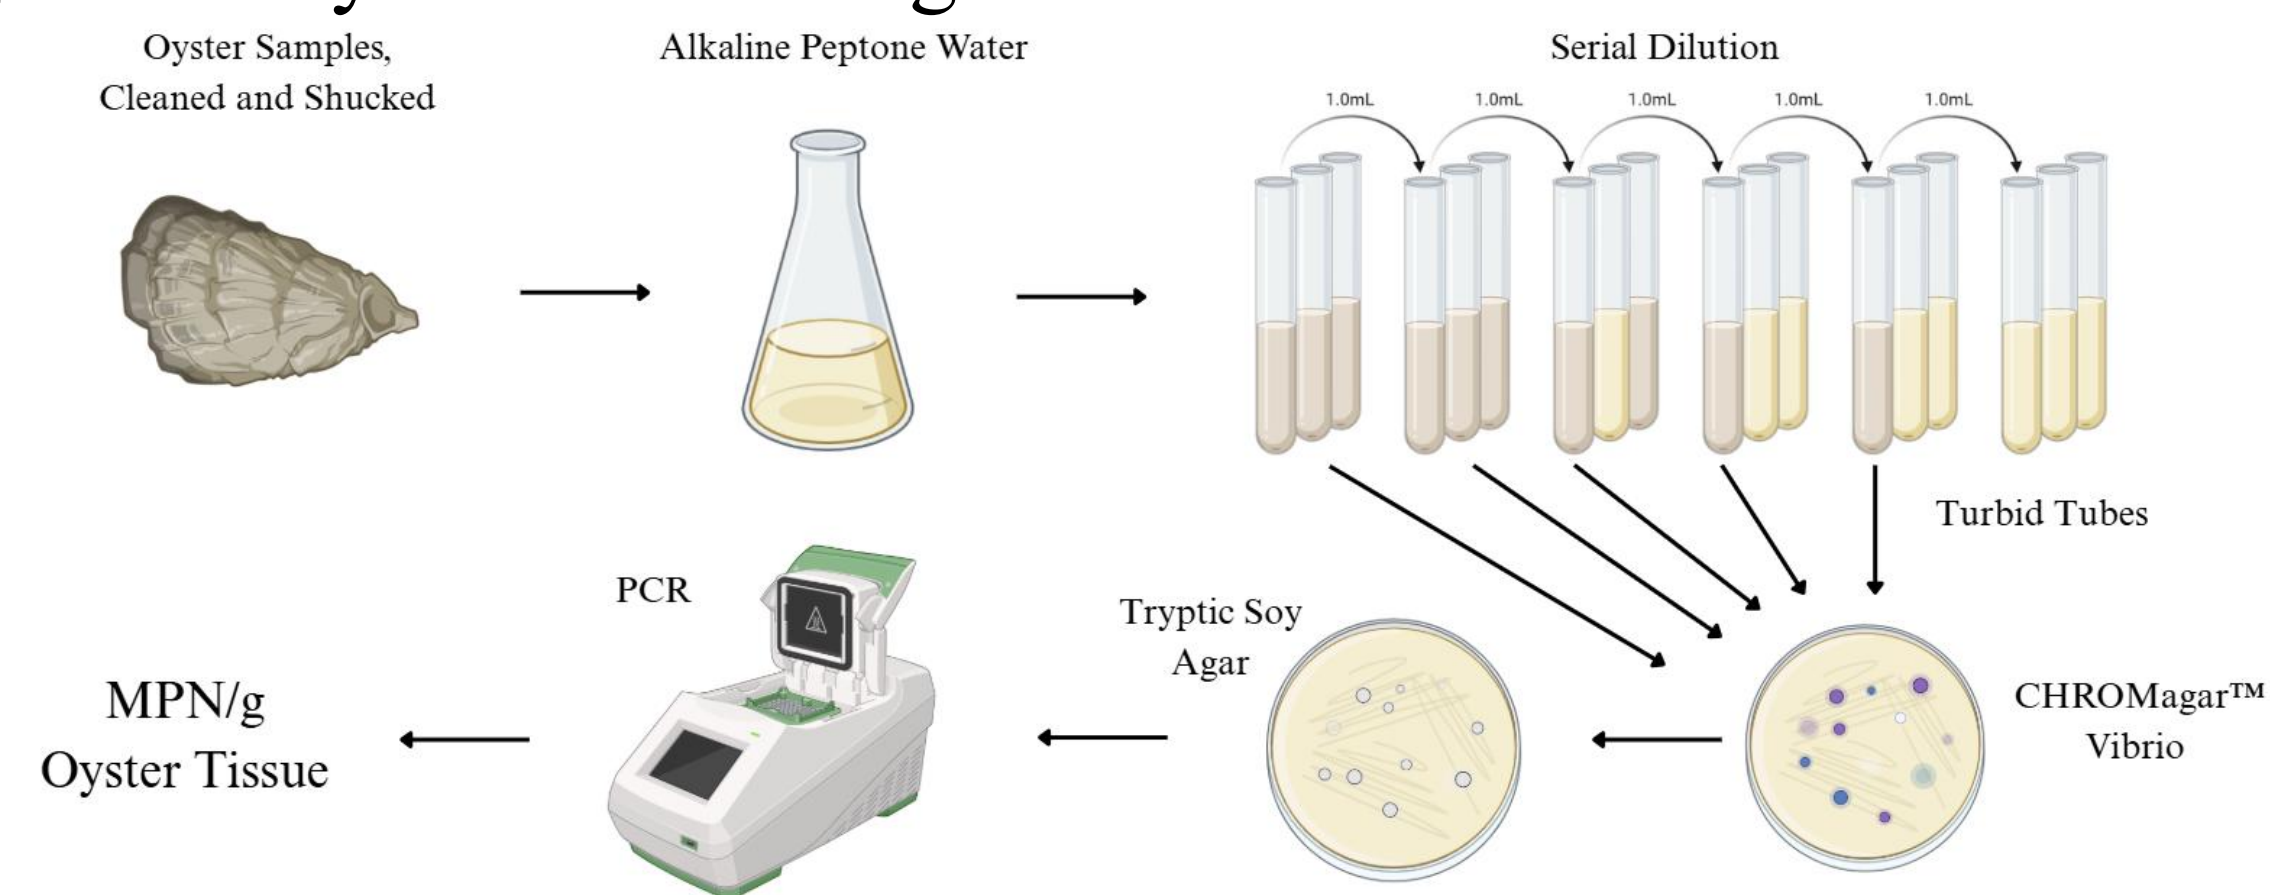 Oyster Samples,
Cleaned and Shucked
Alkaline Peptone Water
Serial Dilution
1.0mL
1.0mL
1.0mL
1.0mL
1.0mL
Turbid Tubes
CHROMagar™
Vibrio
Tryptic Soy
Agar
PCR
MPN/g
Oyster Tissue